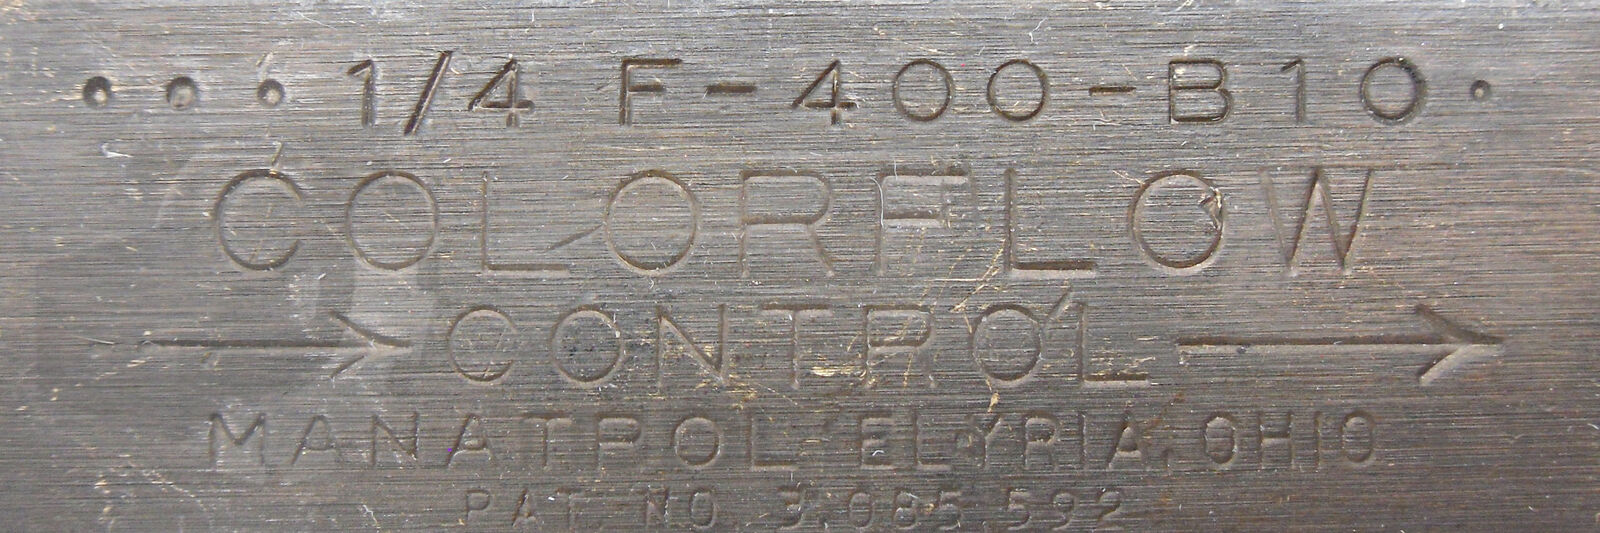 1/4 F-400-B10
COLORFLOW
→ CONTROL →
MANATROL ELYRIA, OHIO
PAT. NO. 3,085,592